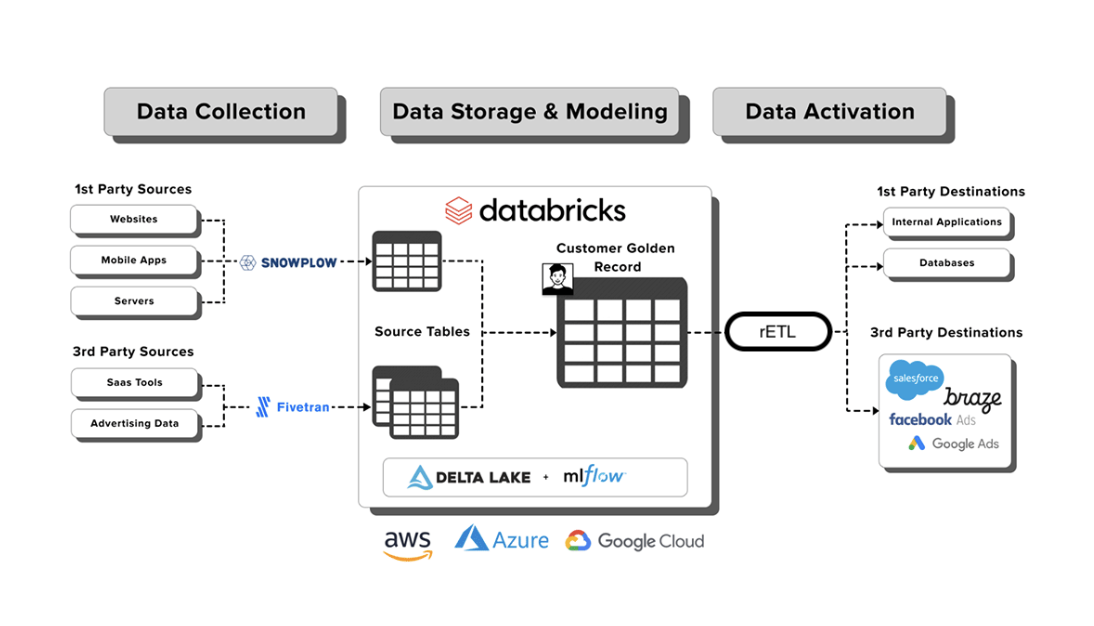 Data Collection
Data Storage & Modeling
Data Activation
1st Party Sources
Websites
Mobile Apps
Servers
SNOWPLOW
3rd Party Sources
Saas Tools
Advertising Data
Fivetran
databricks
Customer Golden
Record
Source Tables
DELTA LAKE + mlflow
aws
Azure
Google Cloud
rETL
1st Party Destinations
Internal Applications
Databases
3rd Party Destinations
salesforce
braze
facebook Ads
Google Ads